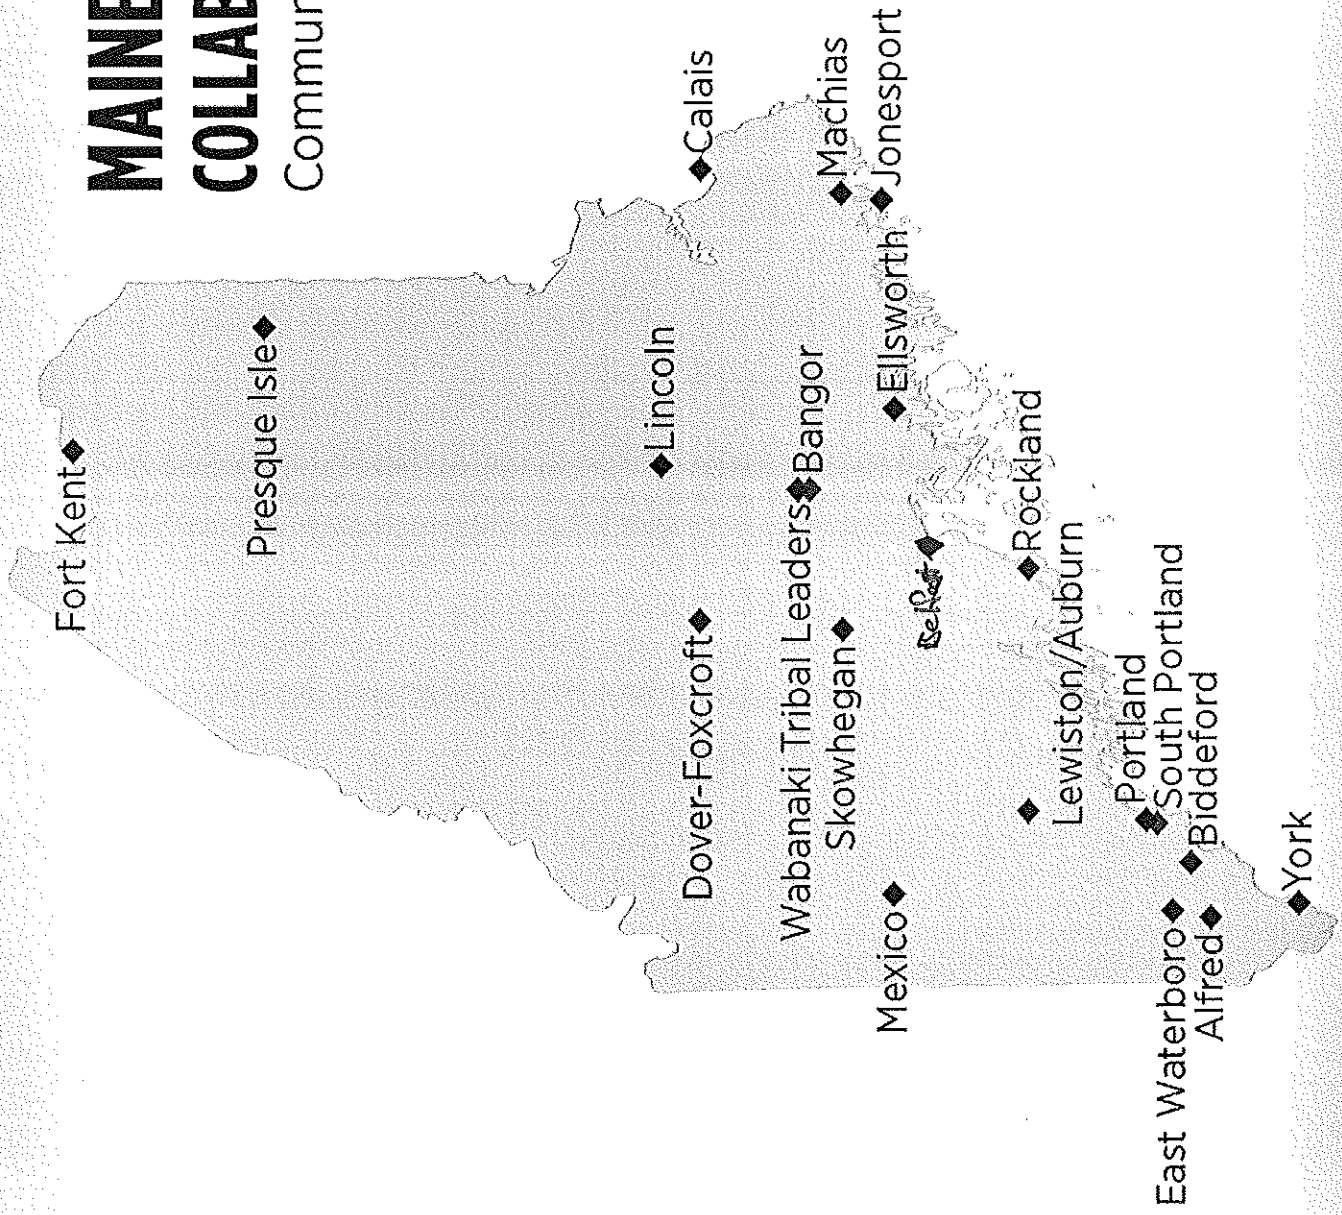 MAINE
COLLAB
Commun
Fort Kent
Presque Isle
Lincoln
Calais
Dover-Foxcroft
Wabanaki Tribal Leaders
Bangor
Machias
Skowhegan
Jonesport
Mexico
Ellsworth
Belfast
Rockland
Lewiston/Auburn
Portland
South Portland
East Waterboro
Biddeford
Alfred
York